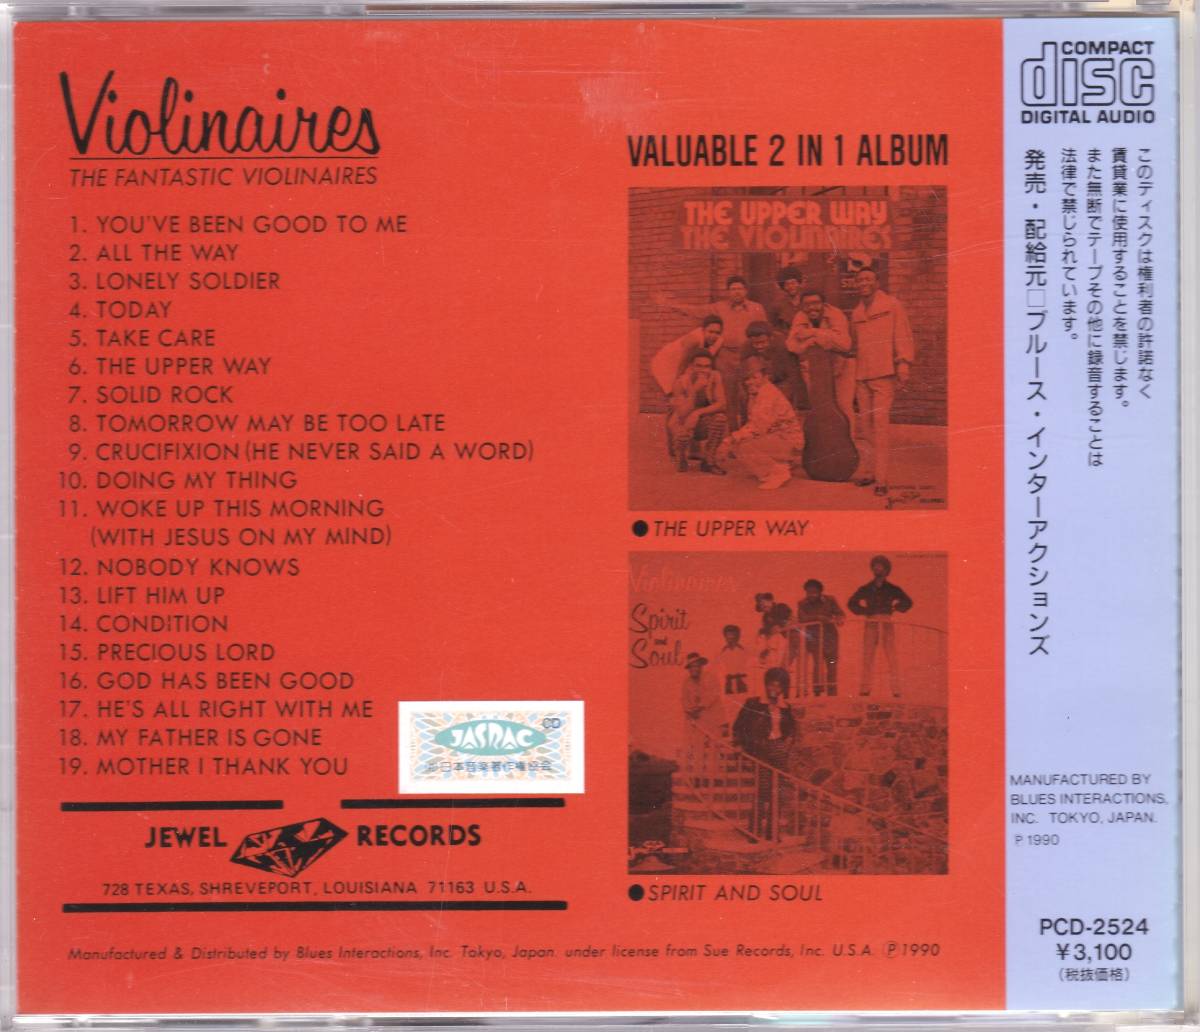 Violinaires
THE FANTASTIC VIOLINAIRES
1. YOU'VE BEEN GOOD TO ME
2. ALL THE WAY
3. LONELY SOLDIER
4. TODAY
5. TAKE CARE
6. THE UPPER WAY
7. SOLID ROCK
8. TOMORROW MAY BE TOO LATE
9. CRUCIFIXION (HE NEVER SAID A WORD)
10. DOING MY THING
11. WOKE UP THIS MORNING
(WITH JESUS ON MY MIND)
12. NOBODY KNOWS
13. LIFT HIM UP
14. CONDITION
15. PRECIOUS LORD
16. GOD HAS BEEN GOOD
17. HE'S ALL RIGHT WITH ME
18. MY FATHER IS GONE
19. MOTHER I THANK YOU
CD
JASRAC
日本音楽著作権協会
JEWEL RECORDS
728 TEXAS, SHREVEPORT, LOUISIANA 71163 U.S.A.
VALUABLE 2 IN 1 ALBUM
THE UPPER WAY
THE VIOLINAIRES
●THE UPPER WAY
Violinaires
Spirit
and
Soul
●SPIRIT AND SOUL
Manufactured & Distributed by Blues Interactions, Inc. Tokyo, Japan. under license from Sue Records, Inc. U.S.A. ℗1990
COMPACT
disc
DIGITAL AUDIO
このディスクは権利者の許諾なく
賃貸業に使用することを禁じます。
また無断でテープその他に録音することは
法律で禁じられています。
発売・配給元□ブルース・インターアクションズ
MANUFACTURED BY
BLUES INTERACTIONS,
INC. TOKYO, JAPAN.
℗1990
PCD-2524
¥3,100
(税抜価格)